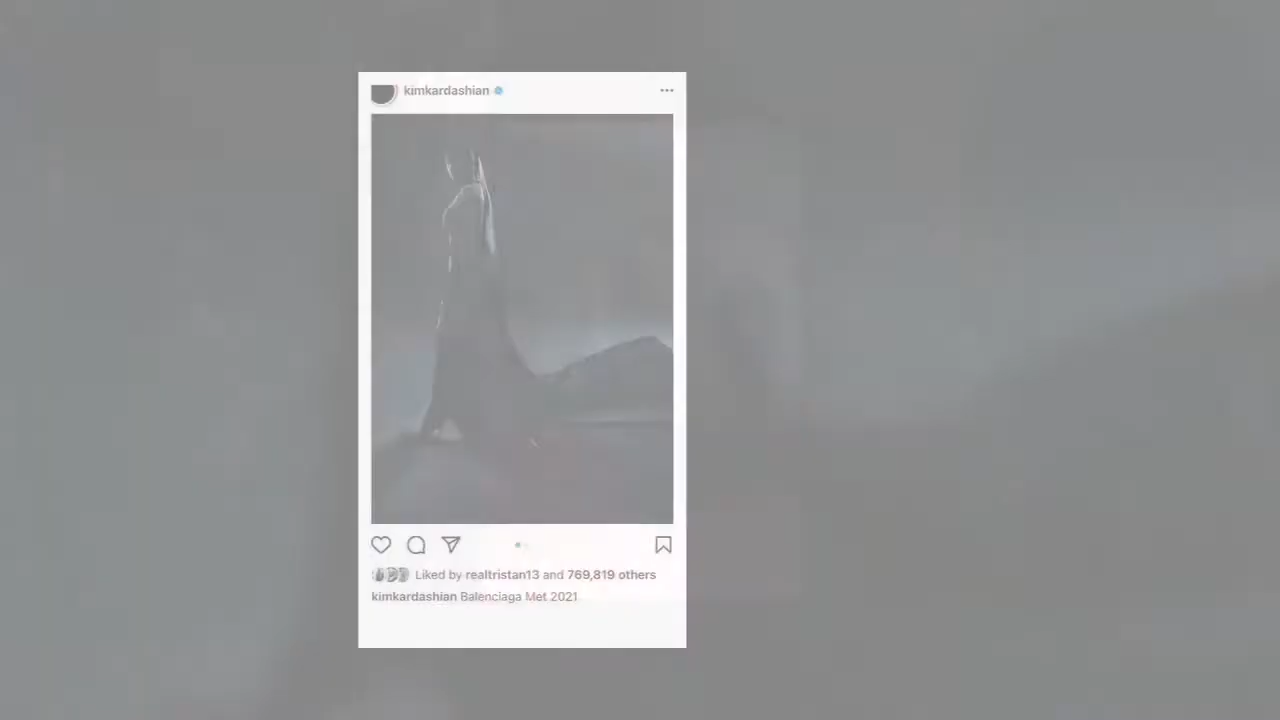 kimkardashian
Liked by realtristan13 and 769,819 others
kimkardashian Balenciaga Met 2021